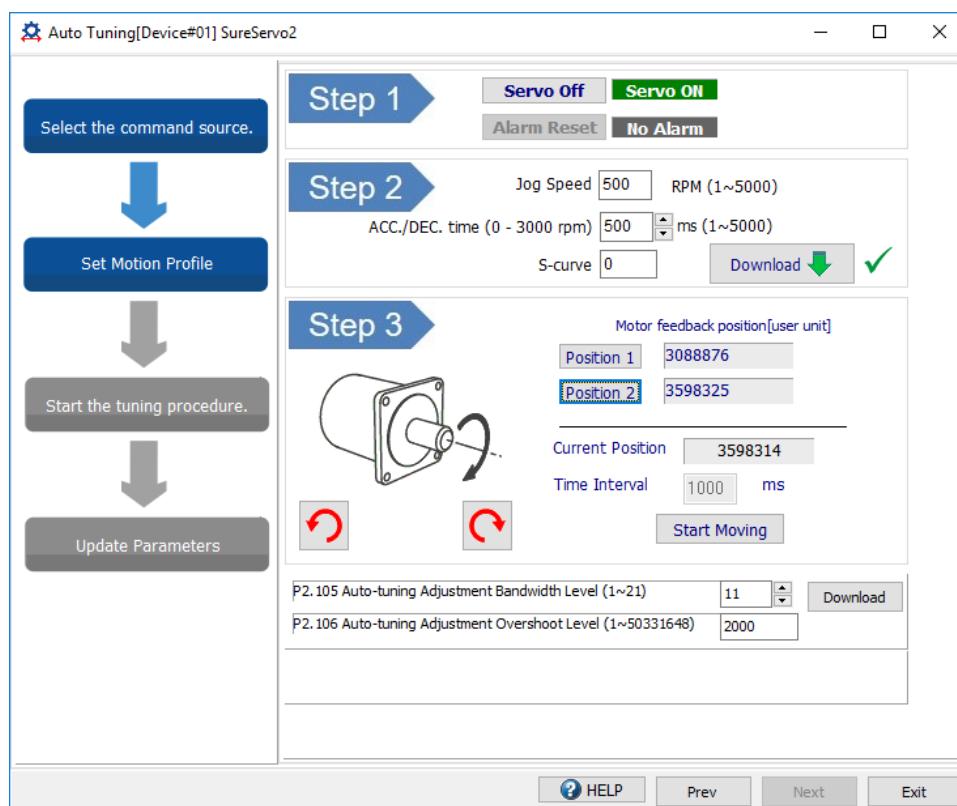 Auto Tuning[Device#01] SureServo2
Select the command source.
Set Motion Profile
Start the tuning procedure.
Update Parameters
Step 1
Servo Off Servo ON
Alarm Reset No Alarm
Step 2
Jog Speed 500 RPM (1~5000)
ACC./DEC. time (0 - 3000 rpm) 500 ms (1~5000)
S-curve 0 Download
Step 3
Motor feedback position[user unit]
Position 1 3088876
Position 2 3598325
Current Position 3598314
Time Interval 1000 ms
Start Moving
P2.105 Auto-tuning Adjustment Bandwidth Level (1~21) 11 Download
P2.106 Auto-tuning Adjustment Overshoot Level (1~50331648) 2000
? HELP Prev Next Exit